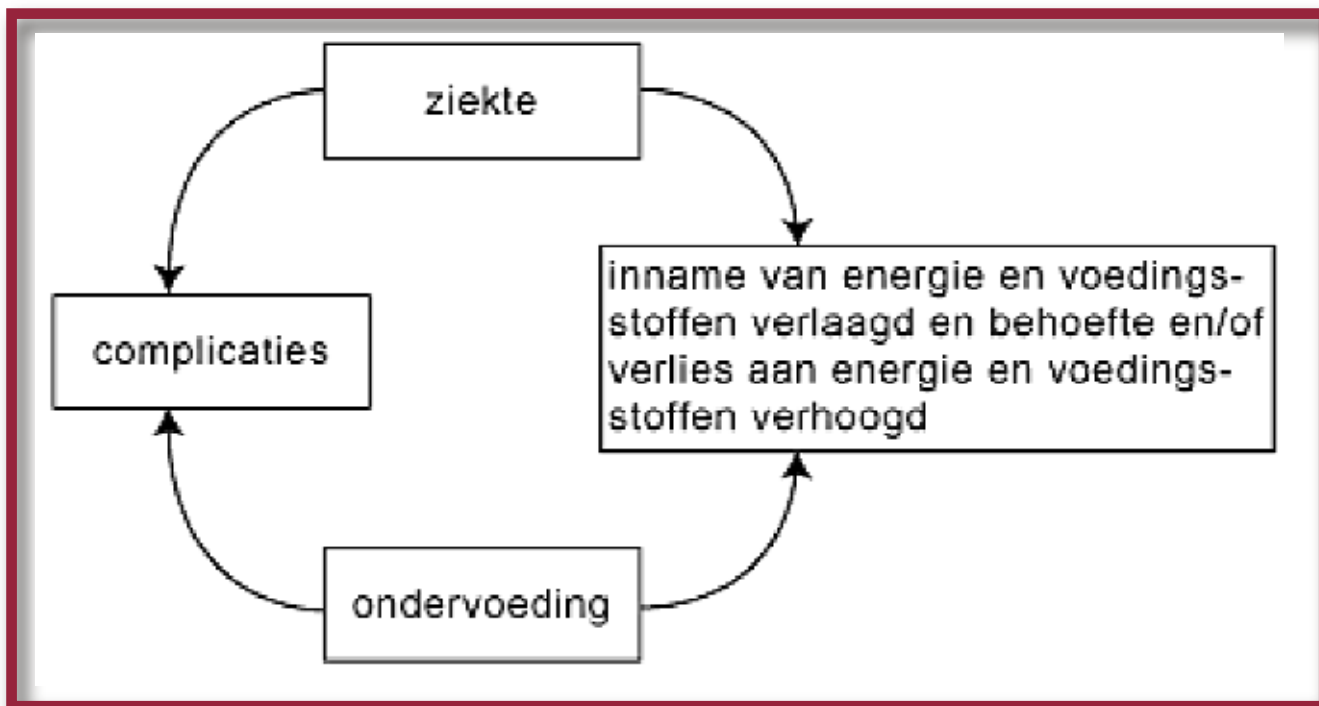 ziekte
complicaties
inname van energie en voedings-
stoffen verlaagd en behoefte en/of
verlies aan energie en voedings-
stoffen verhoogd
ondervoeding